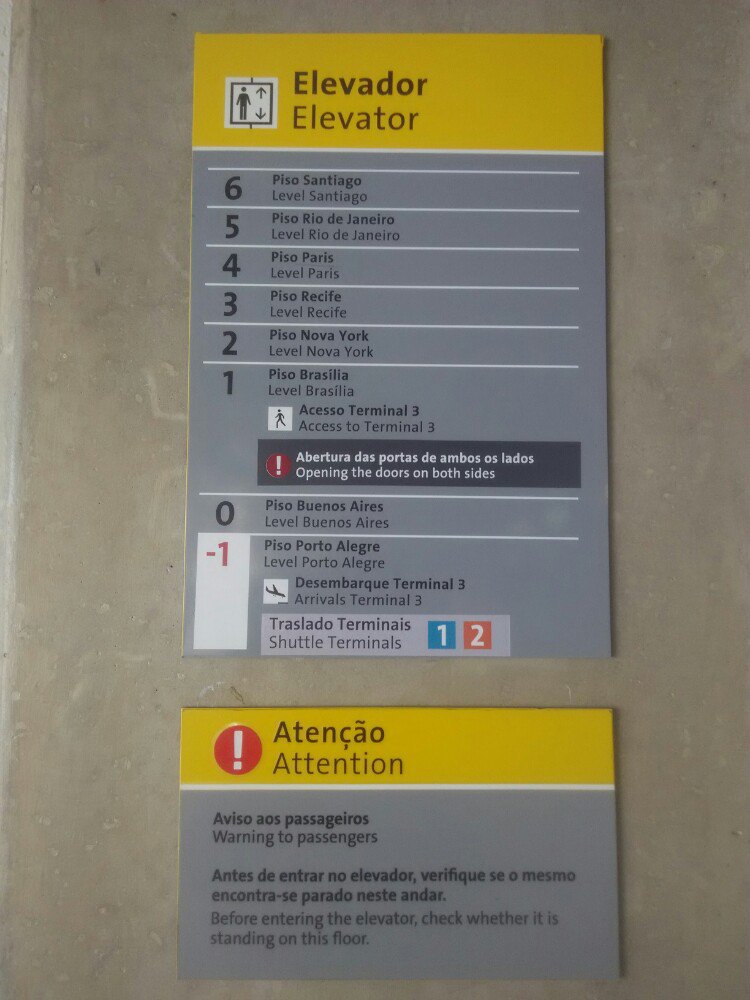 Elevador
Elevator
6
Piso Santiago
Level Santiago
5
Piso Rio de Janeiro
Level Rio de Janeiro
4
Piso Paris
Level Paris
3
Piso Recife
Level Recife
2
Piso Nova York
Level Nova York
1
Piso Brasília
Level Brasília
Acesso Terminal 3
Access to Terminal 3
! Abertura das portas de ambos os lados
Opening the doors on both sides
0
Piso Buenos Aires
Level Buenos Aires
-1
Piso Porto Alegre
Level Porto Alegre
Desembarque Terminal 3
Arrivals Terminal 3
Traslado Terminais
Shuttle Terminals
1 2
! Atenção
Attention
Aviso aos passageiros
Warning to passengers
Antes de entrar no elevador, verifique se o mesmo
encontra-se parado neste andar.
Before entering the elevator, check whether it is
standing on this floor.